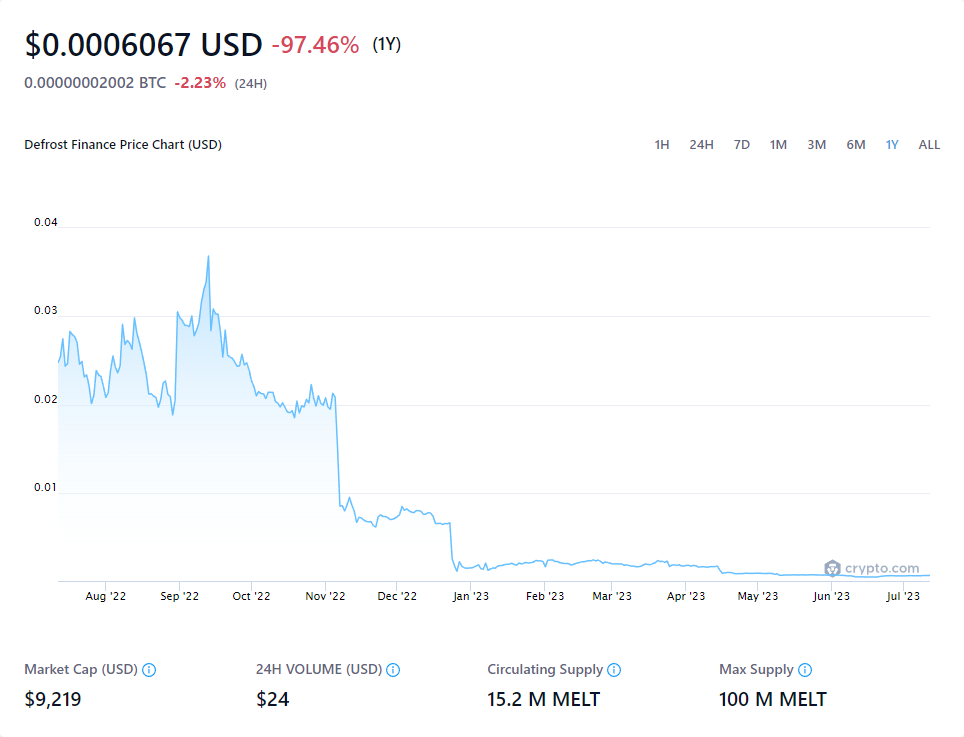 $0.0006067 USD -97.46% (1Y)
0.00000002002 BTC -2.23% (24H)
Defrost Finance Price Chart (USD) 1H 24H 7D 1M 3M 6M 1Y ALL
0.04
0.03
0.02
0.01
crypto.com
Aug '22 Sep '22 Oct '22 Nov '22 Dec '22 Jan '23 Feb '23 Mar '23 Apr '23 May '23 Jun '23 Jul '23
Market Cap (USD) 24H VOLUME (USD) Circulating Supply Max Supply
$9,219 $24 15.2 M MELT 100 M MELT